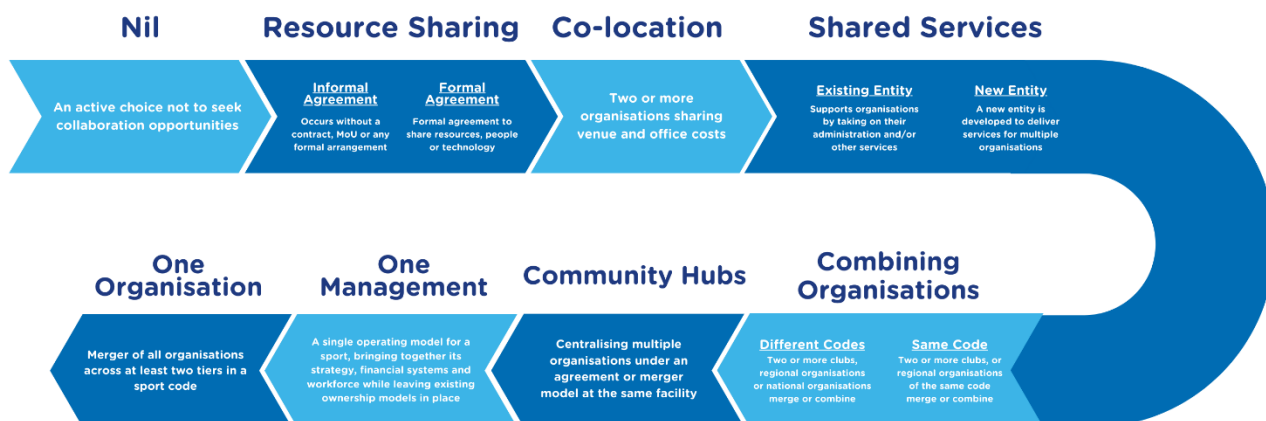 Nil
An active choice not to seek
collaboration opportunities
Resource Sharing
Informal
Agreement
Occurs without a
contract, MoU or any
formal arrangement
Formal
Agreement
Formal agreement to
share resources, people
or technology
Co-location
Two or more
organisations sharing
venue and office costs
Shared Services
Existing Entity
Supports organisations
by taking on their
administration and/or
other services
New Entity
A new entity is
developed to deliver
services for multiple
organisations
Combining
Organisations
Different Codes
Two or more clubs,
regional organisations
or national organisations
merge or combine
Same Code
Two or more clubs, or
regional organisations
of the same code
merge or combine
Community Hubs
Centralising multiple
organisations under an
agreement or merger
model at the same facility
One
Management
A single operating model for a
sport, bringing together its
strategy, financial systems and
workforce while leaving existing
ownership models in place
One
Organisation
Merger of all organisations
across at least two tiers in a
sport code